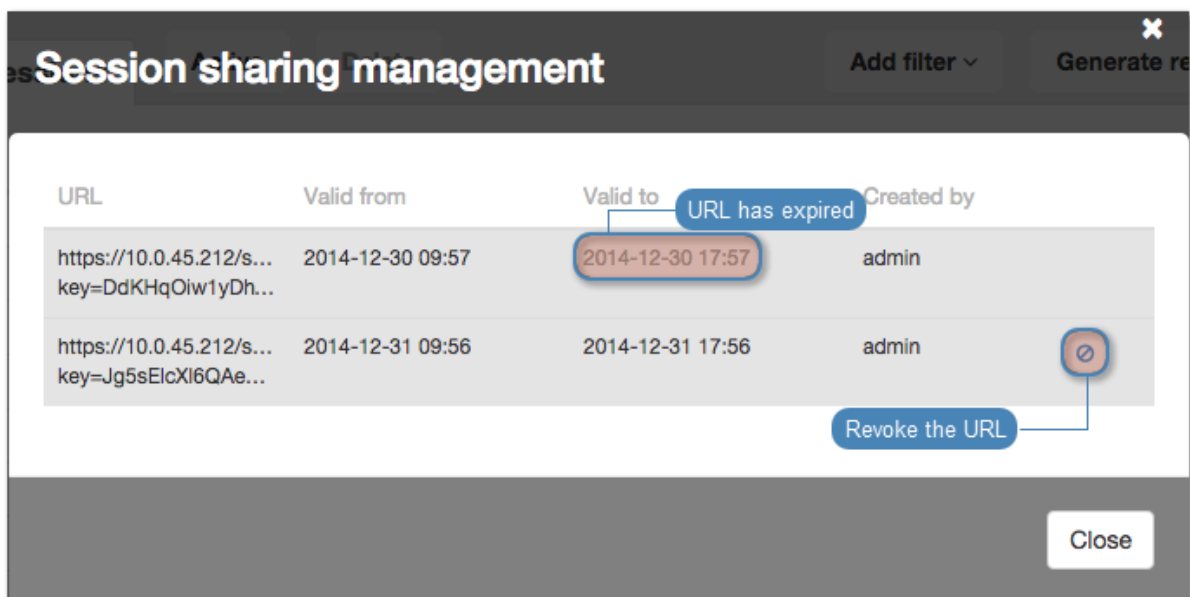 Session sharing management
Add filter
Generate re
URL Valid from Valid to Created by
URL has expired
https://10.0.45.212/s... 2014-12-30 09:57 2014-12-30 17:57 admin
key=DdKHqOiw1yDh...
https://10.0.45.212/s... 2014-12-31 09:56 2014-12-31 17:56 admin
key=Jg5sElcXl6QAe...
Revoke the URL
Close